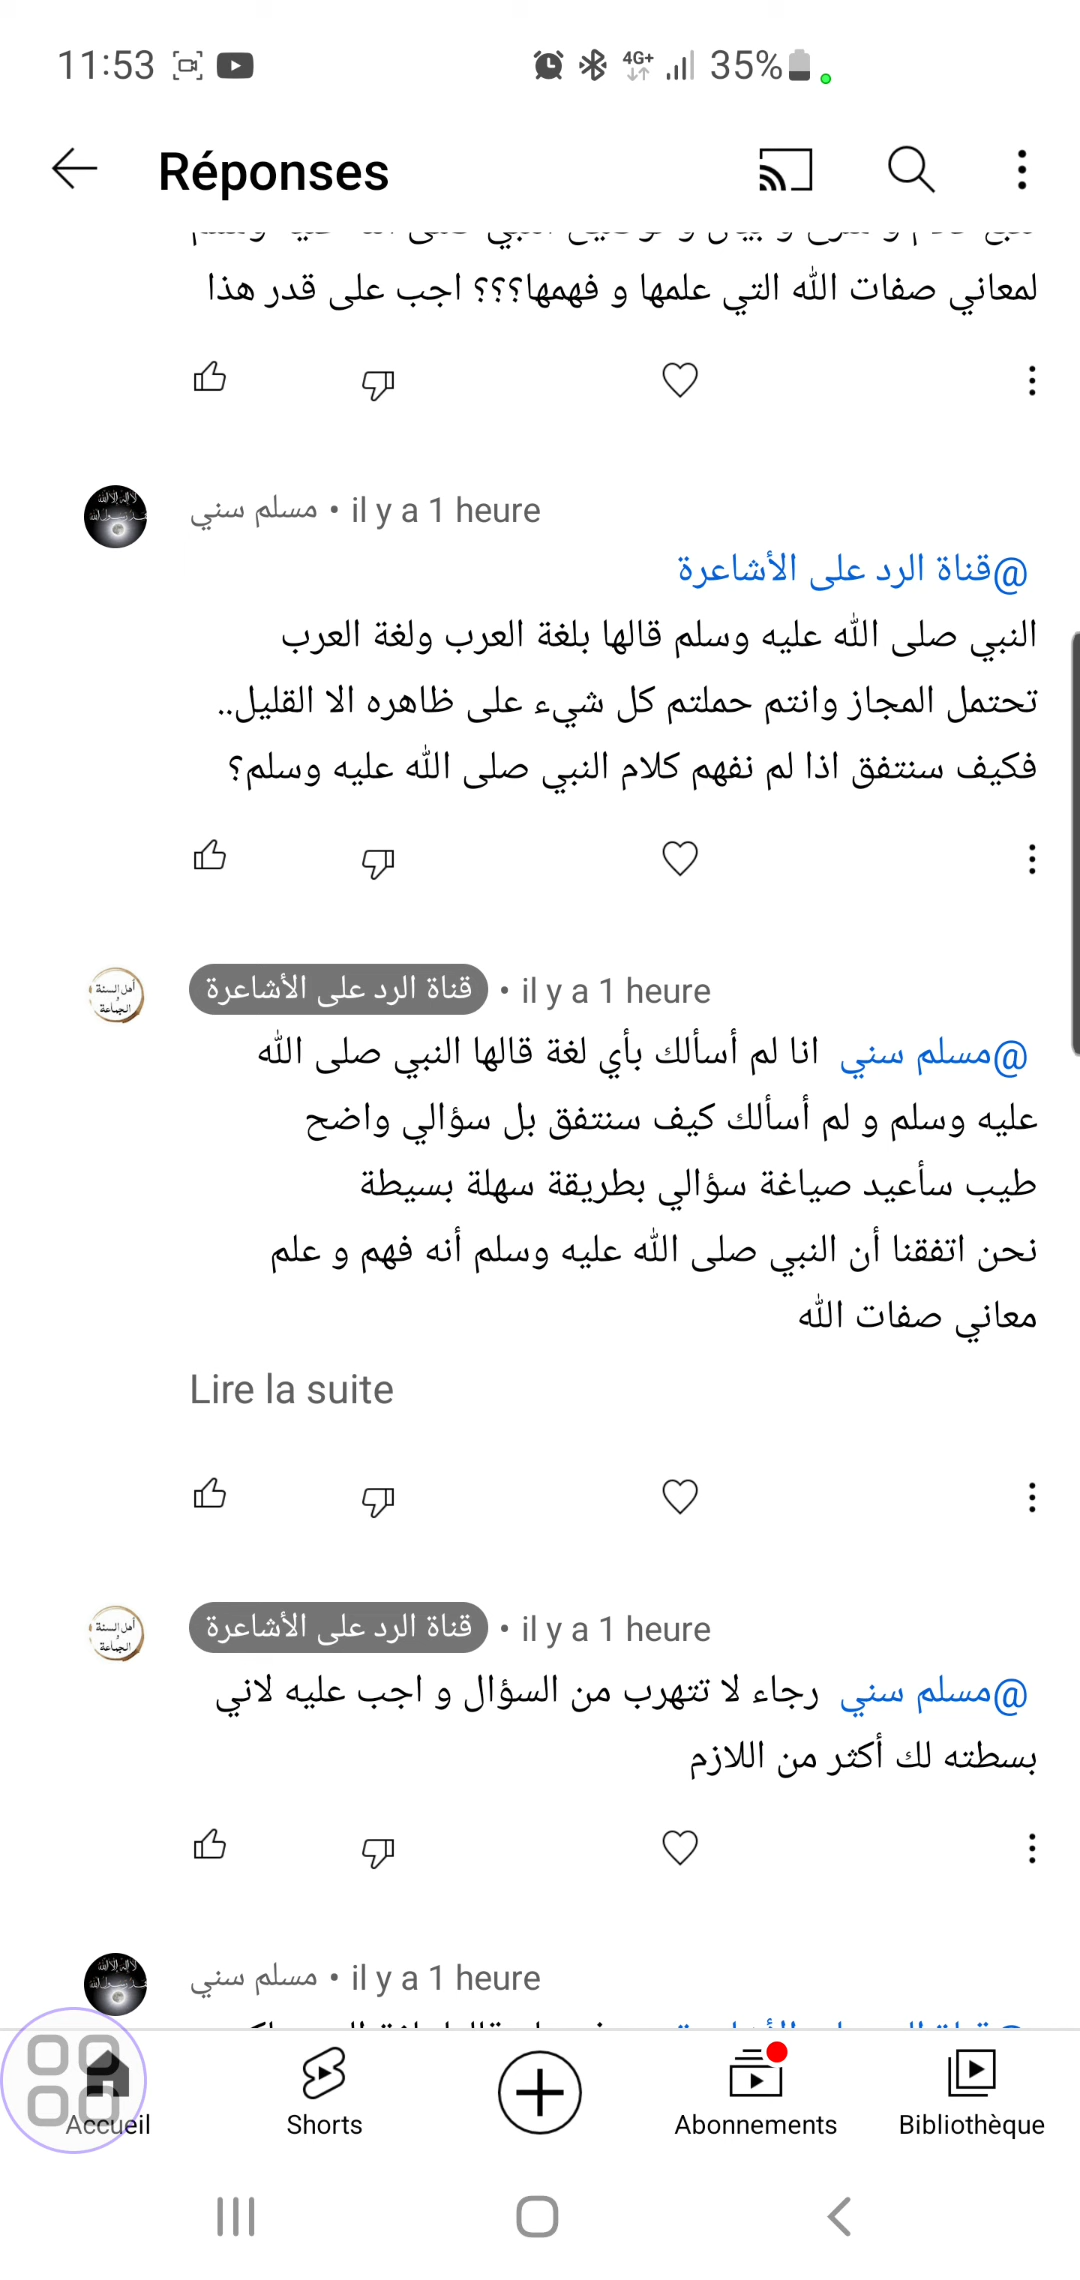 11:53 4G+ 35%
Réponses
لمعاني صفات الله التي علمها و فهمها؟؟؟ اجب على قدر هذا
مسلم سني • il y a 1 heure
@قناة الرد على الأشاعرة
النبي صلى الله عليه وسلم قالها بلغة العرب ولغة العرب
تحتمل المجاز وانتم حملتم كل شيء على ظاهره الا القليل..
فكيف سنتفق اذا لم نفهم كلام النبي صلى الله عليه وسلم؟
أهل السنة
و
الجماعة
قناة الرد على الأشاعرة • il y a 1 heure
@مسلم سني انا لم أسألك بأي لغة قالها النبي صلى الله
عليه وسلم و لم أسألك كيف سنتفق بل سؤالي واضح
طيب سأعيد صياغة سؤالي بطريقة سهلة بسيطة
نحن اتفقنا أن النبي صلى الله عليه وسلم أنه فهم و علم
معاني صفات الله
Lire la suite
أهل السنة
و
الجماعة
قناة الرد على الأشاعرة • il y a 1 heure
@مسلم سني رجاء لا تتهرب من السؤال و اجب عليه لاني
بسطته لك أكثر من اللازم
مسلم سني • il y a 1 heure
Accueil
Shorts
Abonnements
Bibliothèque